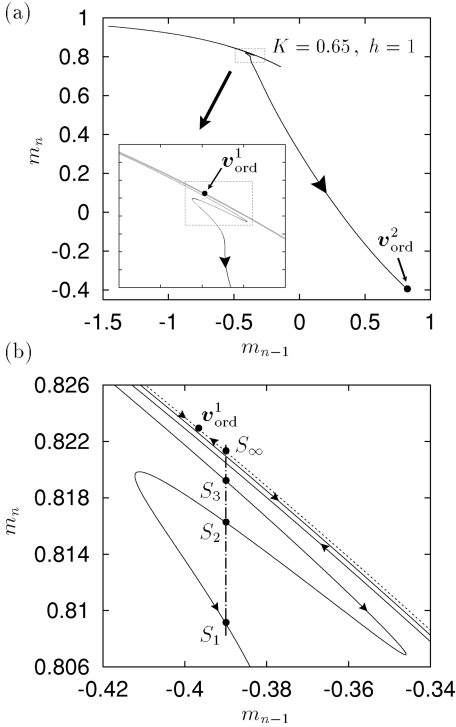 (a)
1
0.8
0.6
0.4
0.2
0
-0.2
-0.4
m_n
K = 0.65 , h = 1
v^1_ord
v^2_ord
-1.5 -1 -0.5 0 0.5 1
m_{n-1}
(b)
0.826
0.822
0.818
0.814
0.81
0.806
m_n
v^1_ord
S_∞
S_3
S_2
S_1
-0.42 -0.4 -0.38 -0.36 -0.34
m_{n-1}